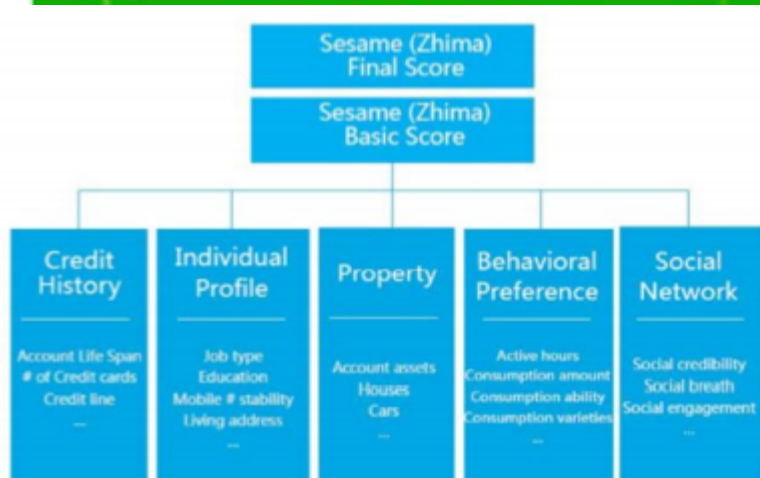 Sesame (Zhima)
Final Score
Sesame (Zhima)
Basic Score
Credit
History
Account Life Span
# of Credit cards
Credit line
...
Individual
Profile
Job type
Education
Mobile # stability
Living address
...
Property
Account assets
Houses
Cars
...
Behavioral
Preference
Active hours
Consumption amount
Consumption ability
Consumption varieties
...
Social
Network
Social credibility
Social breath
Social engagement
...